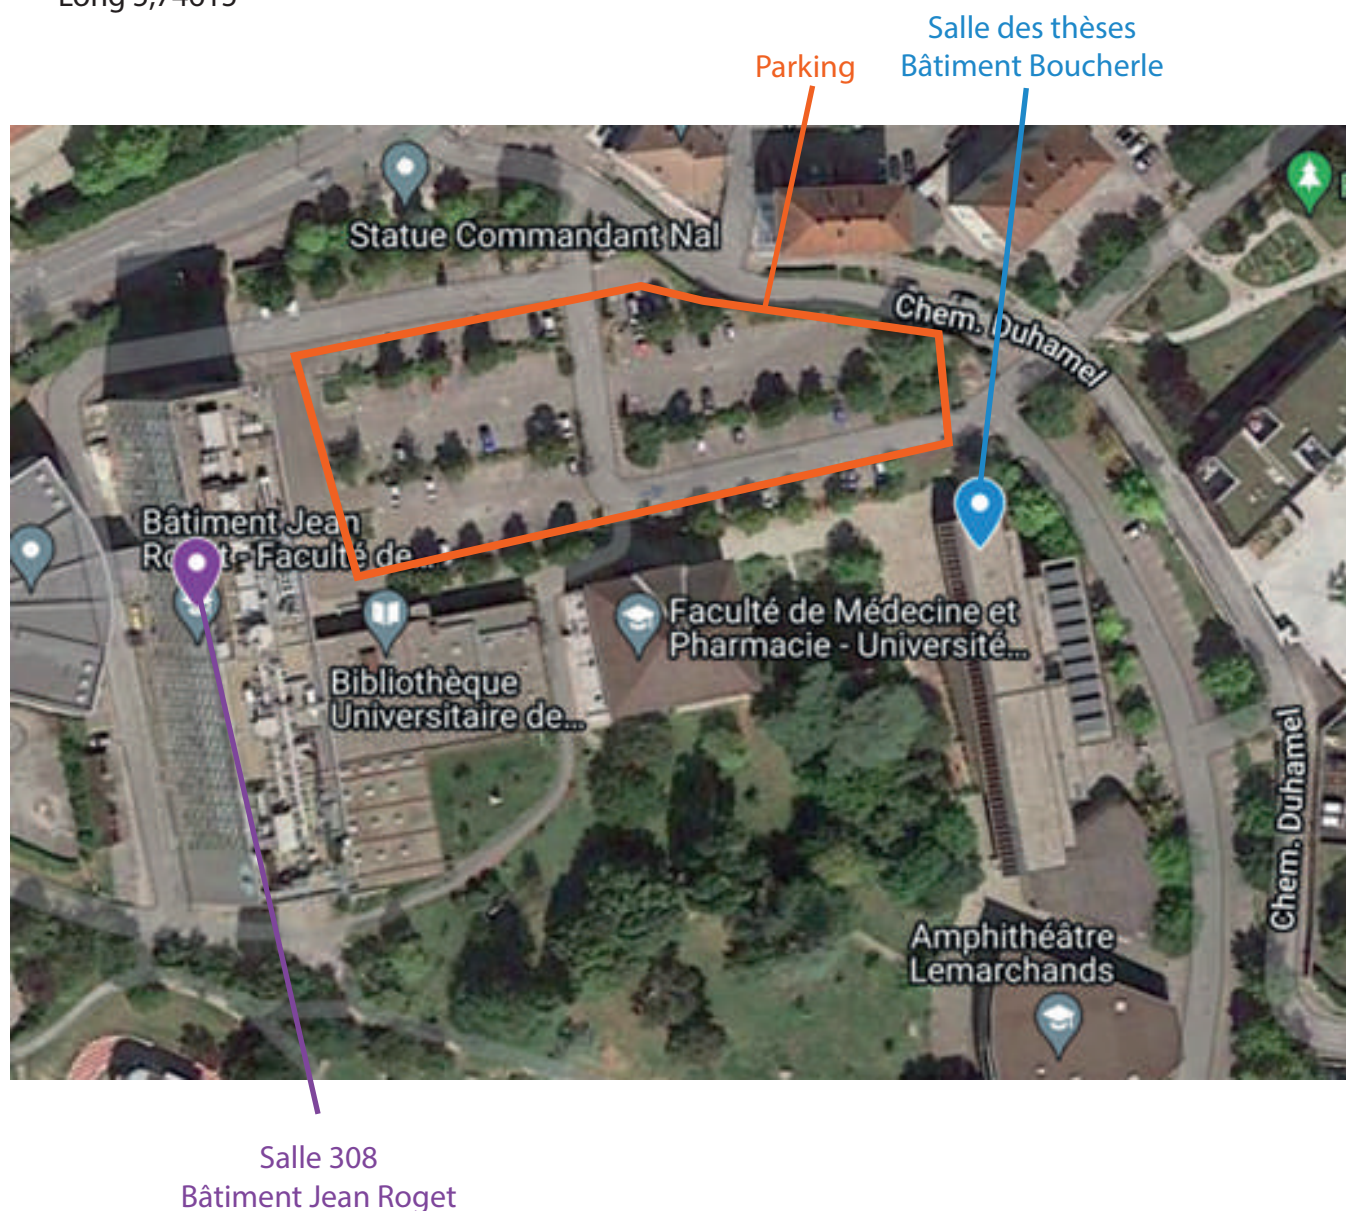 Salle des thèses
Parking
Bâtiment Boucherle
Statue Commandant Nal
Chem. Duhamel
Bâtiment Jean
Faculté de...
Faculté de Médecine et
Pharmacie - Université...
Bibliothèque
Universitaire de...
Chem. Duhamel
Amphithéâtre
Lemarchands
Salle 308
Bâtiment Jean Roget